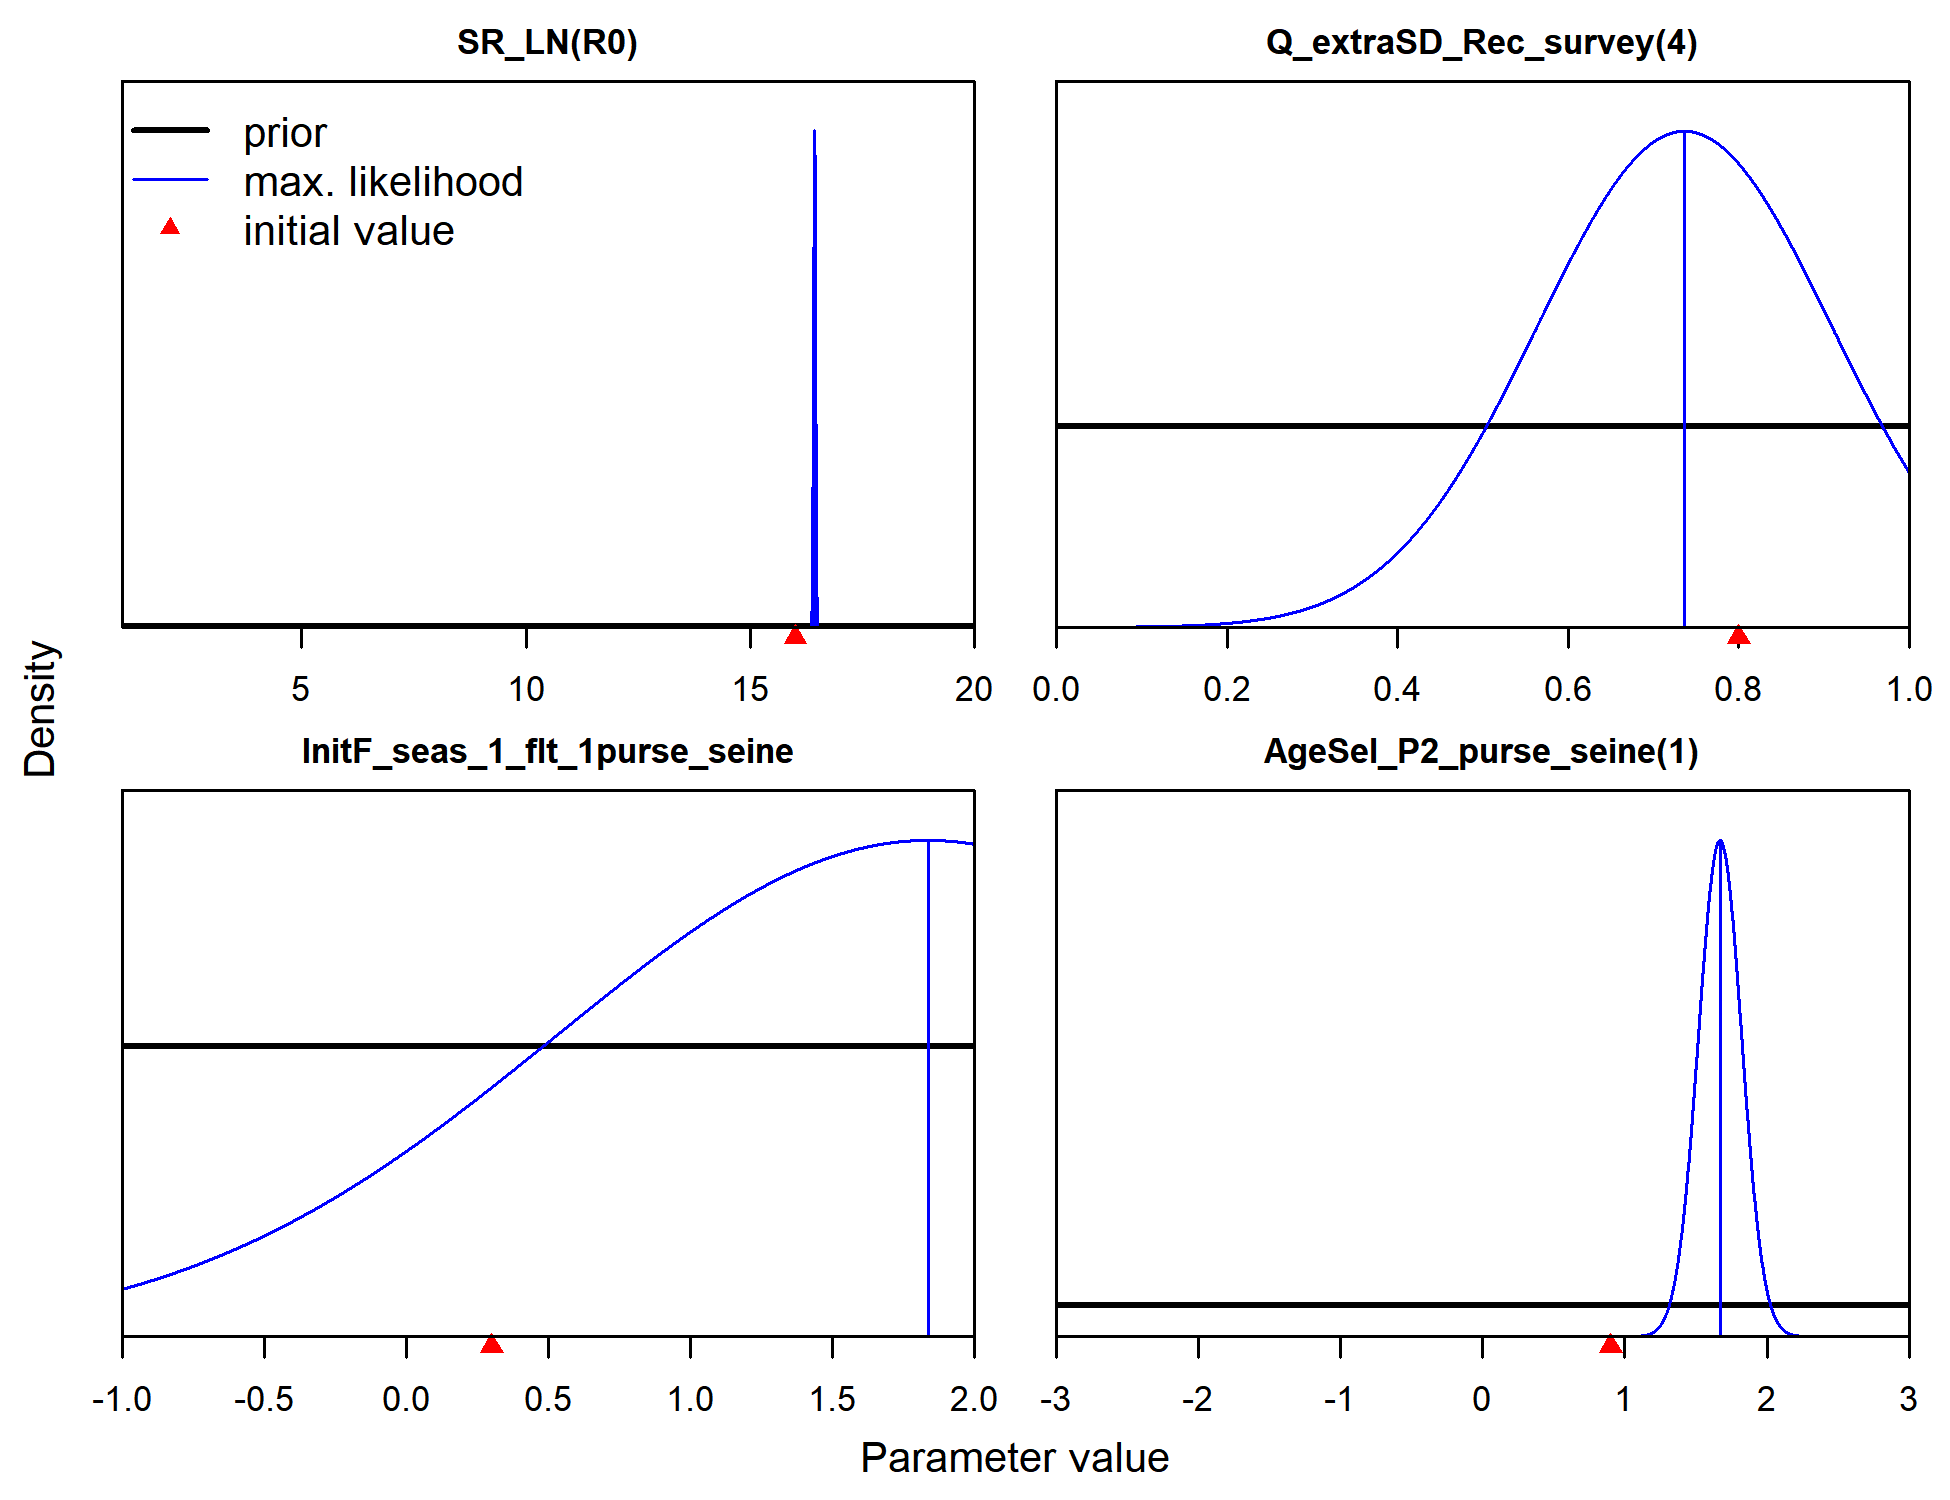 SR_LN(R0)
prior
max. likelihood
initial value
5 10 15 20
Q_extraSD_Rec_survey(4)
0.0 0.2 0.4 0.6 0.8 1.0
Density
InitF_seas_1_flt_1purse_seine
-1.0 -0.5 0.0 0.5 1.0 1.5 2.0
AgeSel_P2_purse_seine(1)
-3 -2 -1 0 1 2 3
Parameter value